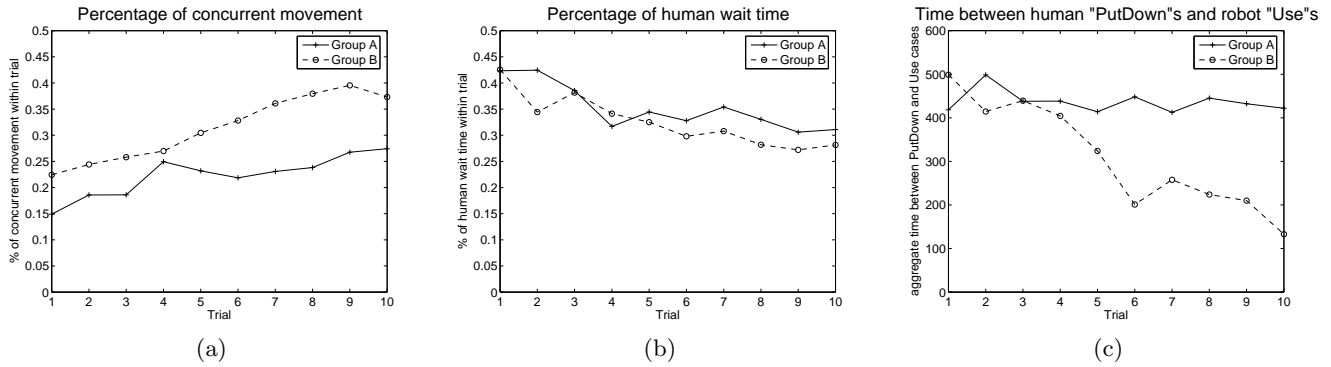 Percentage of concurrent movement
% of concurrent movement within trial
0.5
0.45
0.4
0.35
0.3
0.25
0.2
0.15
0.1
0.05
0
1 2 3 4 5 6 7 8 9 10
Trial
Group A
Group B
(a)
Percentage of human wait time
% of human wait time within trial
0.5
0.45
0.4
0.35
0.3
0.25
0.2
0.15
0.1
0.05
0
1 2 3 4 5 6 7 8 9 10
Trial
Group A
Group B
(b)
Time between human "PutDown"s and robot "Use"s
aggregate time between PutDown and Use cases
600
500
400
300
200
100
0
1 2 3 4 5 6 7 8 9 10
Trial
Group A
Group B
(c)